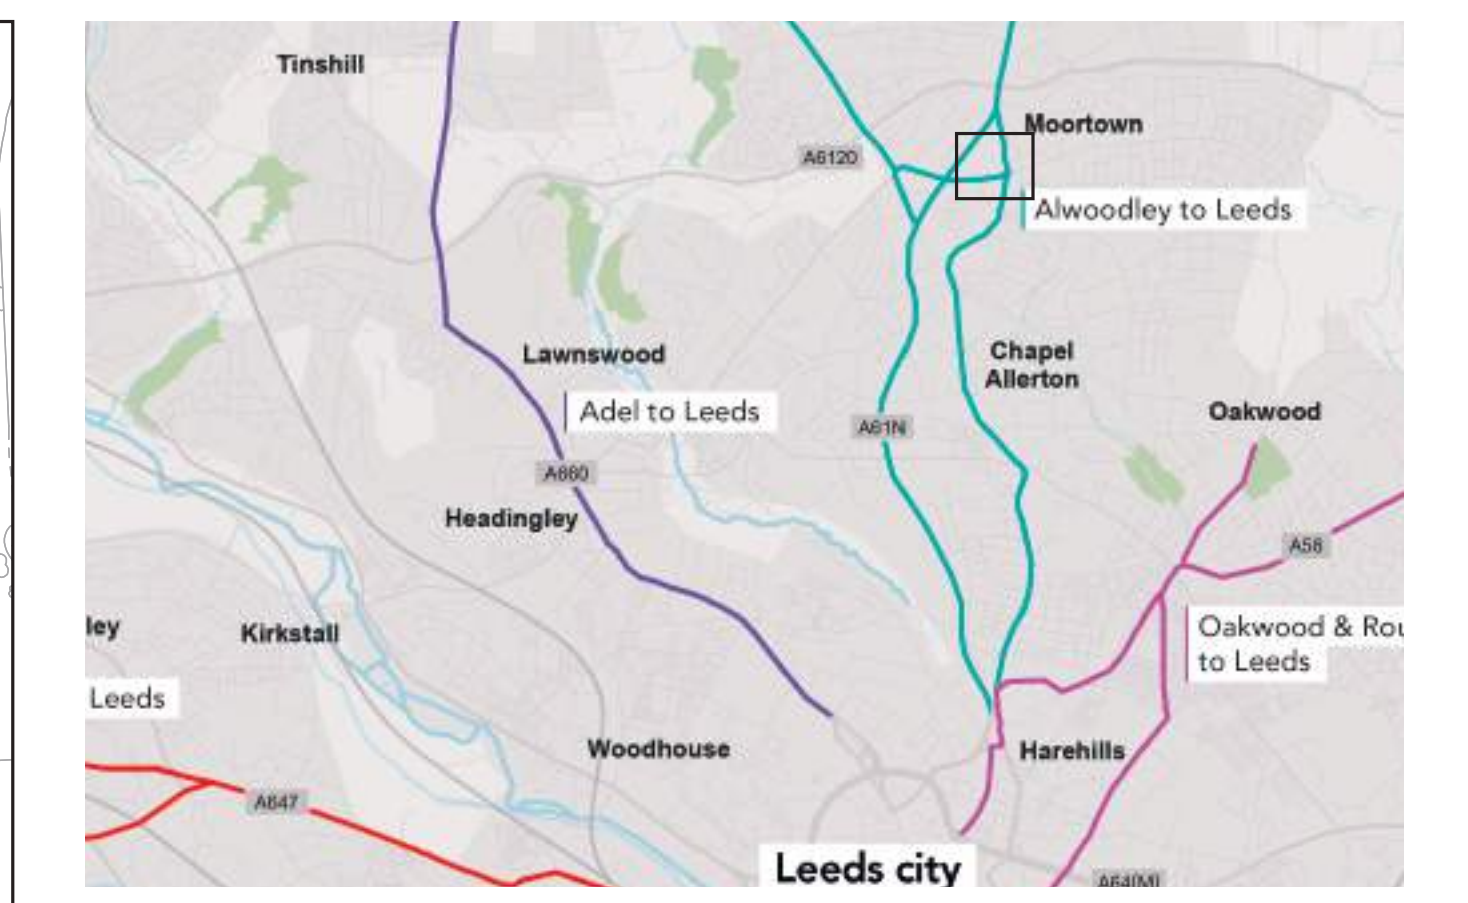 Tinshill
Moortown
A6120
Alwoodley to Leeds
Lawnswood
Chapel
Allerton
Adel to Leeds
Oakwood
A61N
A660
Headingley
A58
ley
Kirkstall
Oakwood & Rou
to Leeds
Leeds
Woodhouse
Harehills
A647
Leeds city
A64(M)